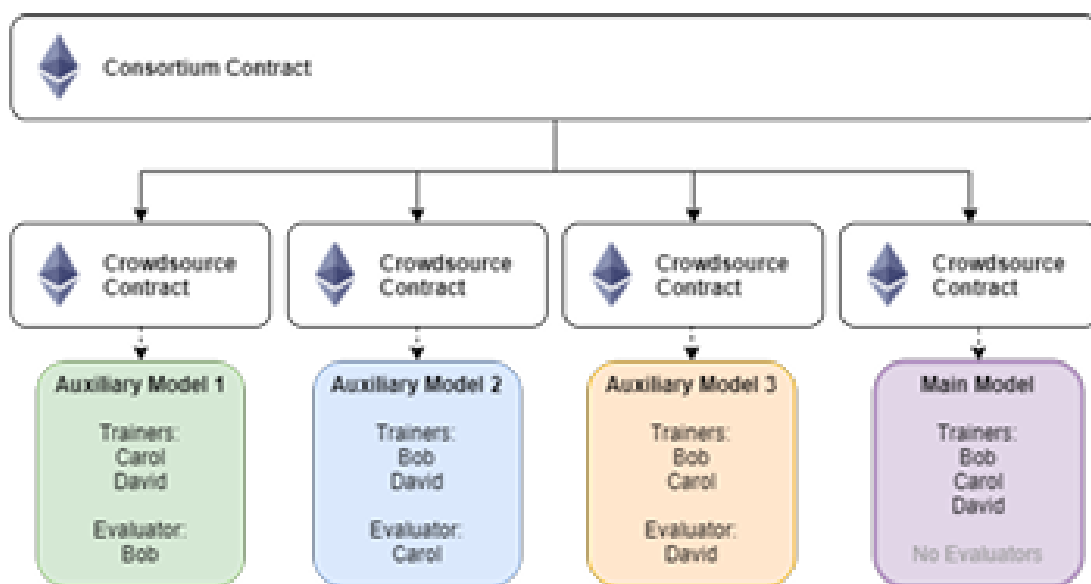 Consortium Contract
Crowdsource
Contract
Crowdsource
Contract
Crowdsource
Contract
Crowdsource
Contract
Auxiliary Model 1
Trainers:
Carol
David
Evaluator:
Bob
Auxiliary Model 2
Trainers:
Bob
David
Evaluator:
Carol
Auxiliary Model 3
Trainers:
Bob
Carol
Evaluator:
David
Main Model
Trainers:
Bob
Carol
David
No Evaluators